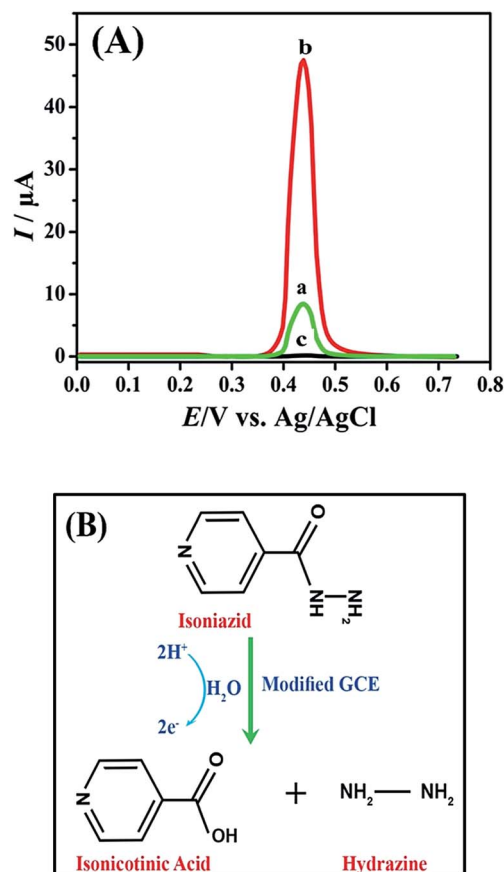 (A)
b
a
c
50
40
30
20
10
0
I / μA
0.0 0.1 0.2 0.3 0.4 0.5 0.6 0.7 0.8
E/V vs. Ag/AgCl
(B)
O
N
NH—NH₂
Isoniazid
2H⁺
H₂O
Modified GCE
2e⁻
O
N
OH
+
NH₂—NH₂
Isonicotinic Acid
Hydrazine